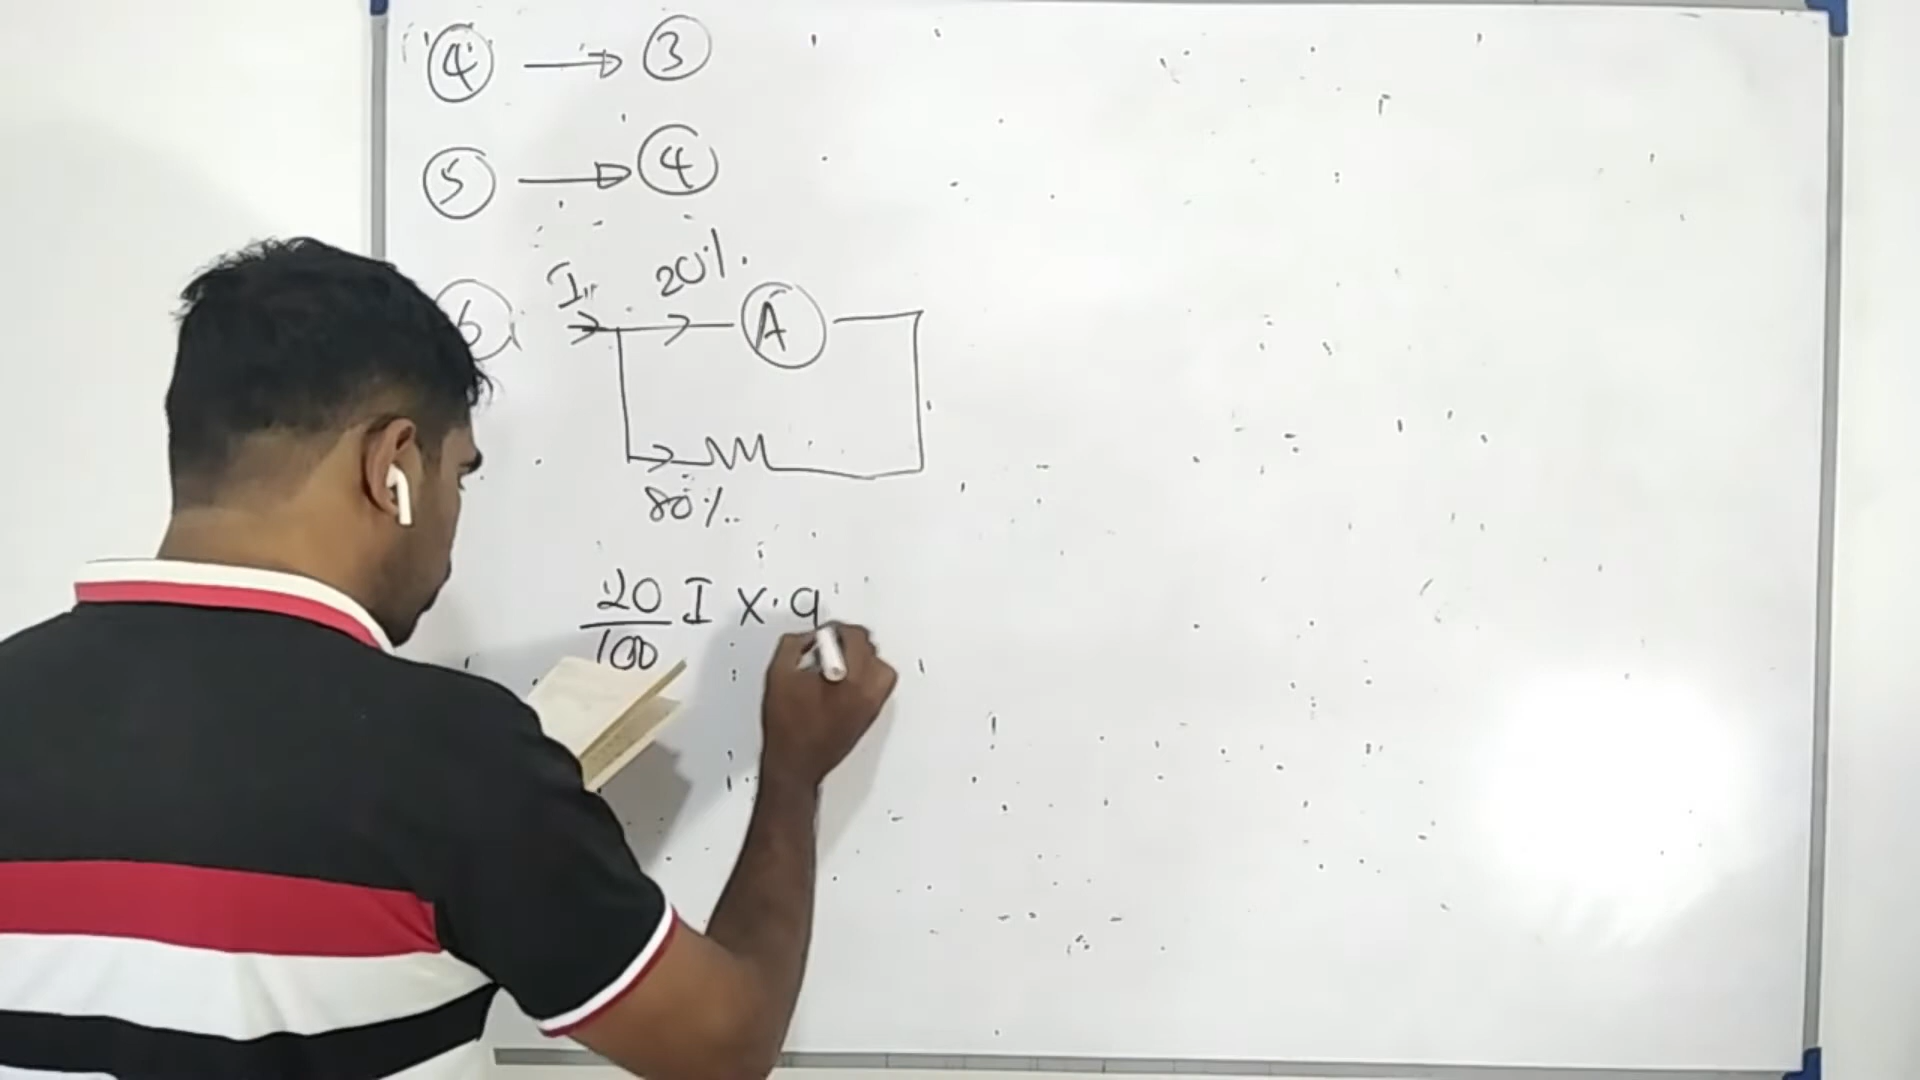 ④ → ③
⑤ → ④
6
I 20%.
A
80%.
20/100 I X 9